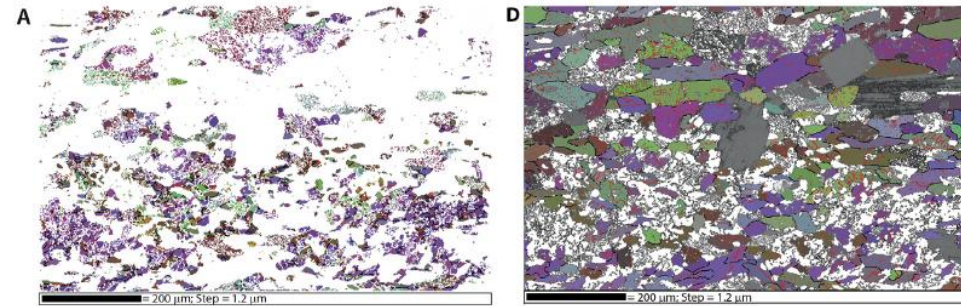 A
D
=200 µm; Step = 1.2 µm
=200 µm; Step = 1.2 µm